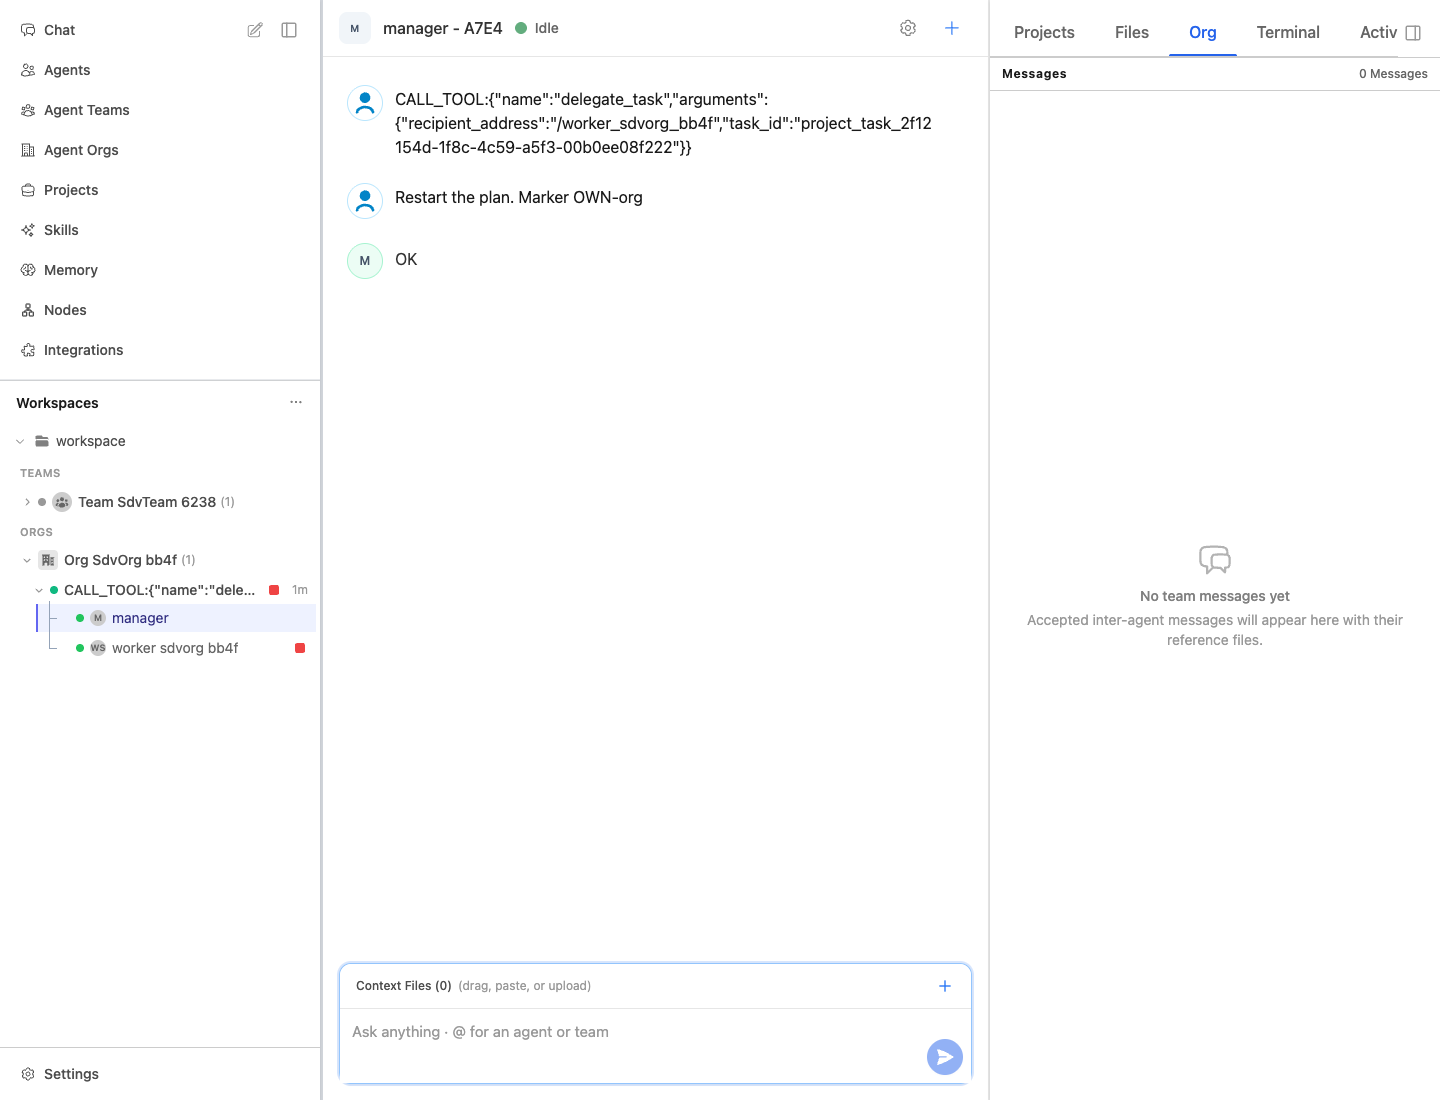 Chat
Agents
Agent Teams
Agent Orgs
Projects
Skills
Memory
Nodes
Integrations
Workspaces
workspace
TEAMS
Team SdvTeam 6238 (1)
ORGS
Org SdvOrg bb4f (1)
CALL_TOOL:{"name":"dele... 1m
M manager
WS worker sdvorg bb4f
Settings
M manager - A7E4 Idle
CALL_TOOL:{"name":"delegate_task","arguments":
{"recipient_address":"/worker_sdvorg_bb4f","task_id":"project_task_2f12
154d-1f8c-4c59-a5f3-00b0ee08f222"}}
Restart the plan. Marker OWN-org
M OK
Context Files (0) (drag, paste, or upload)
Ask anything · @ for an agent or team
Projects Files Org Terminal Activ
Messages 0 Messages
No team messages yet
Accepted inter-agent messages will appear here with their
reference files.